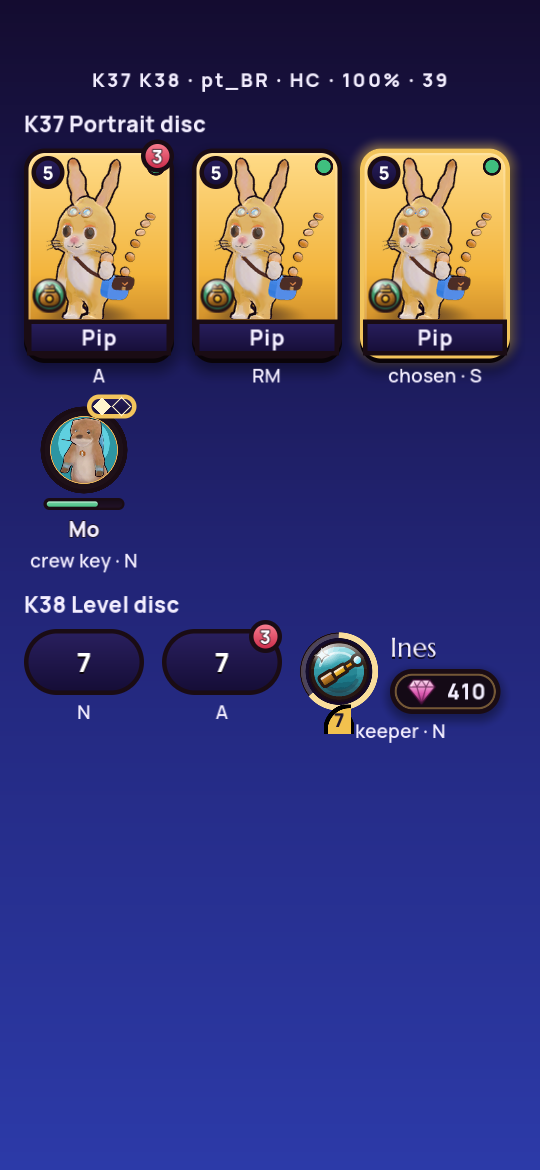 K37 K38 · pt_BR · HC · 100% · 39
K37 Portrait disc
5 3 5 5
Pip Pip Pip
A RM chosen · S
Mo
crew key · N
K38 Level disc
3
7 7 Ines
410
N A 7 keeper · N